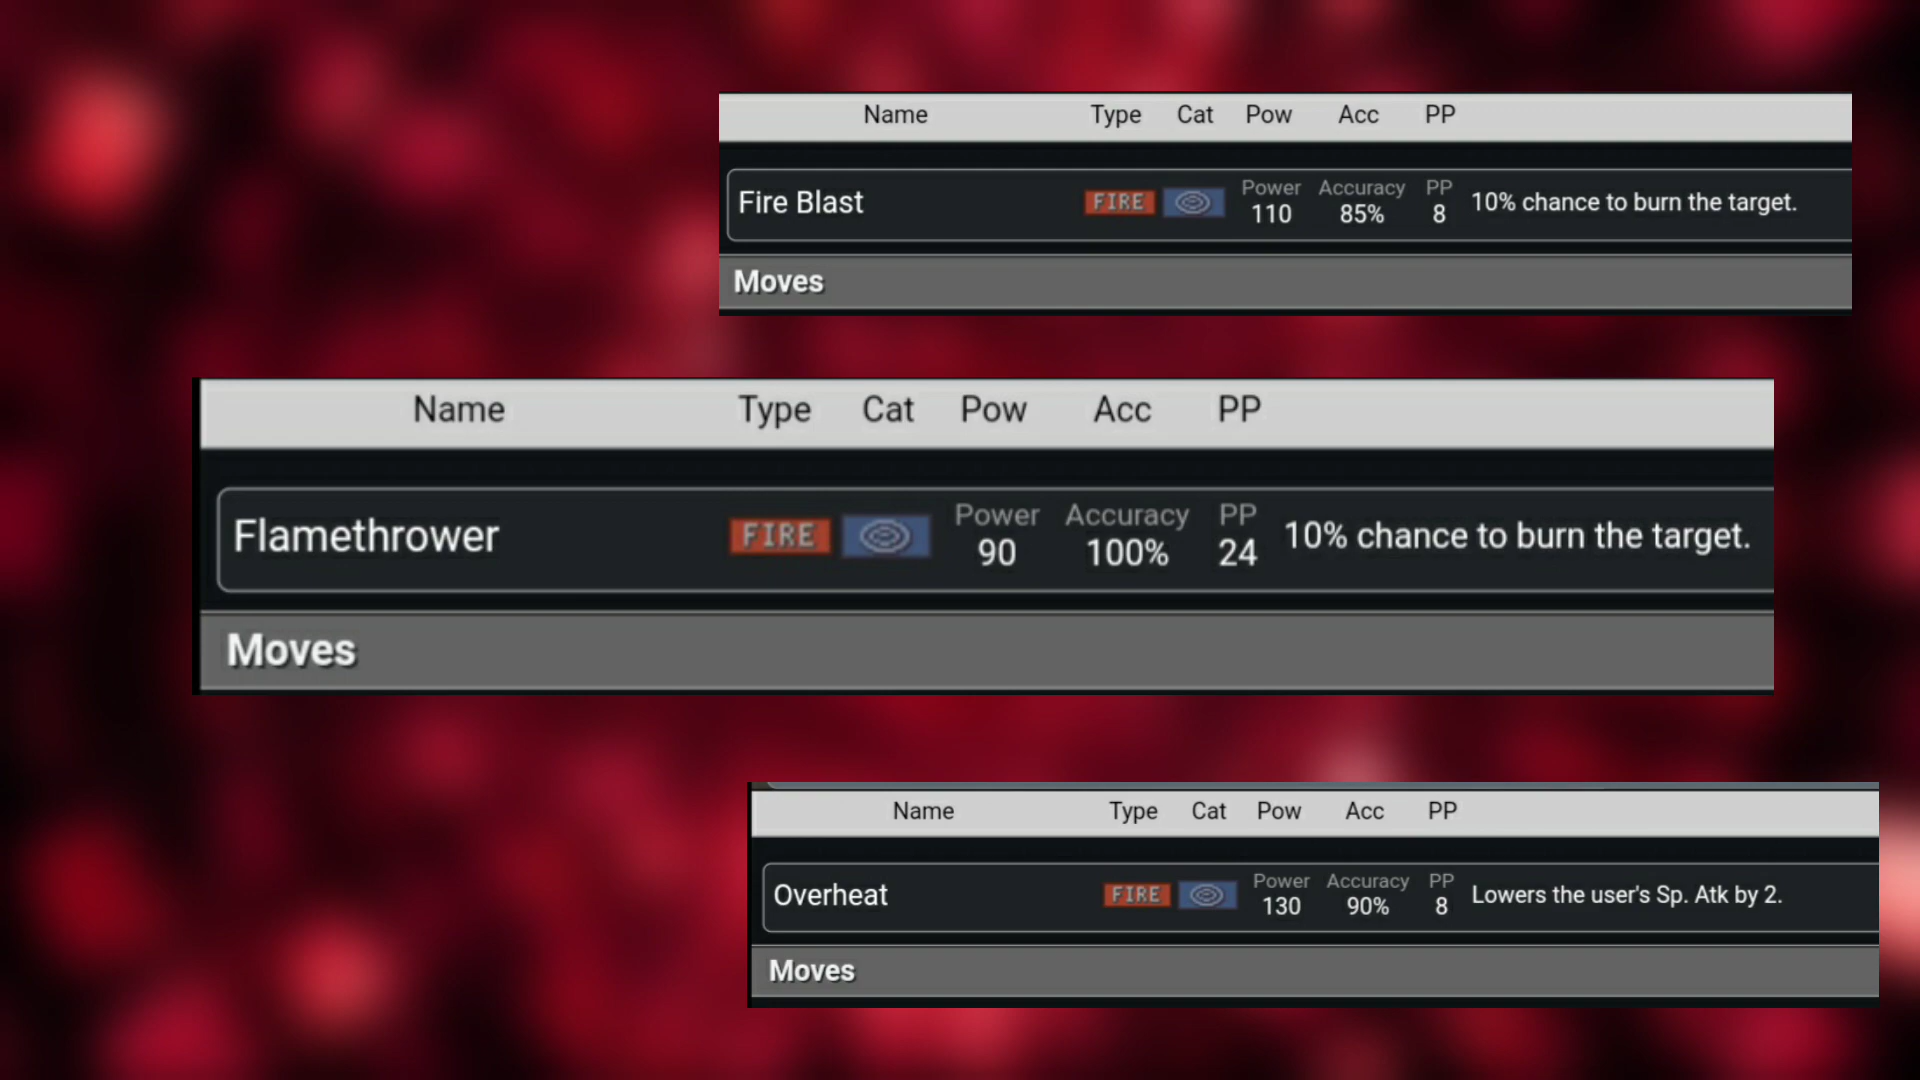 Name Type Cat Pow Acc PP
Fire Blast FIRE Power 110 Accuracy 85% PP 8 10% chance to burn the target.
Moves
Name Type Cat Pow Acc PP
Flamethrower FIRE Power 90 Accuracy 100% PP 24 10% chance to burn the target.
Moves
Name Type Cat Pow Acc PP
Overheat FIRE Power 130 Accuracy 90% PP 8 Lowers the user's Sp. Atk by 2.
Moves